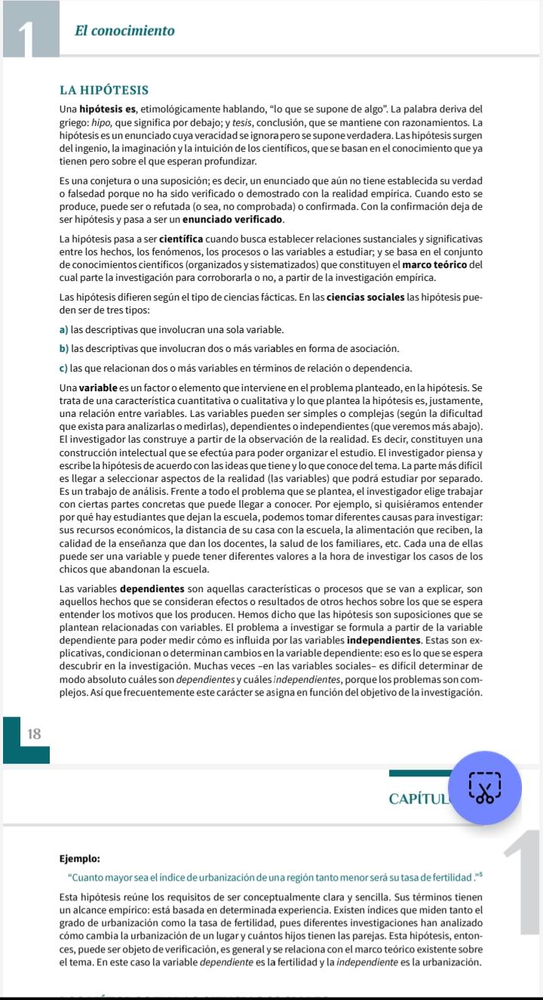 1
El conocimiento
LA HIPÓTESIS
Una hipótesis es, etimológicamente hablando, “lo que se supone de algo”. La palabra deriva del
griego: hipo, que significa por debajo; y tesis, conclusión, que se mantiene con razonamientos. La
hipótesis es un enunciado cuya veracidad se ignora pero se supone verdadera. Las hipótesis surgen
del ingenio, la imaginación y la intuición de los científicos, que se basan en el conocimiento que ya
tienen pero sobre el que esperan profundizar.
Es una conjetura o una suposición; es decir, un enunciado que aún no tiene establecida su verdad
o falsedad porque no ha sido verificado o demostrado con la realidad empírica. Cuando esto se
produce, puede ser o refutada (o sea, no comprobada) o confirmada. Con la confirmación deja de
ser hipótesis y pasa a ser un enunciado verificado.
La hipótesis pasa a ser científica cuando busca establecer relaciones sustanciales y significativas
entre los hechos, los fenómenos, los procesos o las variables a estudiar; y se basa en el conjunto
de conocimientos científicos (organizados y sistematizados) que constituyen el marco teórico del
cual parte la investigación para corroborarla o no, a partir de la investigación empírica.
Las hipótesis difieren según el tipo de ciencias fácticas. En las ciencias sociales las hipótesis pue-
den ser de tres tipos:
a) las descriptivas que involucran una sola variable.
b) las descriptivas que involucran dos o más variables en forma de asociación.
c) las que relacionan dos o más variables en términos de relación o dependencia.
Una variable es un factor o elemento que interviene en el problema planteado, en la hipótesis. Se
trata de una característica cuantitativa o cualitativa y lo que plantea la hipótesis es, justamente,
una relación entre variables. Las variables pueden ser simples o complejas (según la dificultad
que exista para analizarlas o medirlas), dependientes o independientes (que veremos más abajo).
El investigador las construye a partir de la observación de la realidad. Es decir, constituyen una
construcción intelectual que se efectúa para poder organizar el estudio. El investigador piensa y
escribe la hipótesis de acuerdo con las ideas que tiene y lo que conoce del tema. La parte más difícil
es llegar a seleccionar aspectos de la realidad (las variables) que podrá estudiar por separado.
Es un trabajo de análisis. Frente a todo el problema que se plantea, el investigador elige trabajar
con ciertas partes concretas que puede llegar a conocer. Por ejemplo, si quisiéramos entender
por qué hay estudiantes que dejan la escuela, podemos tomar diferentes causas para investigar:
sus recursos económicos, la distancia de su casa con la escuela, la alimentación que reciben, la
calidad de la enseñanza que dan los docentes, la salud de los familiares, etc. Cada una de ellas
puede ser una variable y puede tener diferentes valores a la hora de investigar los casos de los
chicos que abandonan la escuela.
Las variables dependientes son aquellas características o procesos que se van a explicar, son
aquellos hechos que se consideran efectos o resultados de otros hechos sobre los que se espera
entender los motivos que los producen. Hemos dicho que las hipótesis son suposiciones que se
plantean relacionadas con variables. El problema a investigar se formula a partir de la variable
dependiente para poder medir cómo es influida por las variables independientes. Estas son ex-
plicativas, condicionan o determinan cambios en la variable dependiente: eso es lo que se espera
descubrir en la investigación. Muchas veces –en las variables sociales– es difícil determinar de
modo absoluto cuáles son dependientes y cuáles independientes, porque los problemas son com-
plejos. Así que frecuentemente este carácter se asigna en función del objetivo de la investigación.
18
CAPÍTUL
1
Ejemplo:
“Cuanto mayor sea el índice de urbanización de una región tanto menor será su tasa de fertilidad .”⁵
Esta hipótesis reúne los requisitos de ser conceptualmente clara y sencilla. Sus términos tienen
un alcance empírico: está basada en determinada experiencia. Existen índices que miden tanto el
grado de urbanización como la tasa de fertilidad, pues diferentes investigaciones han analizado
cómo cambia la urbanización de un lugar y cuántos hijos tienen las parejas. Esta hipótesis, enton-
ces, puede ser objeto de verificación, es general y se relaciona con el marco teórico existente sobre
el tema. En este caso la variable dependiente es la fertilidad y la independiente es la urbanización.